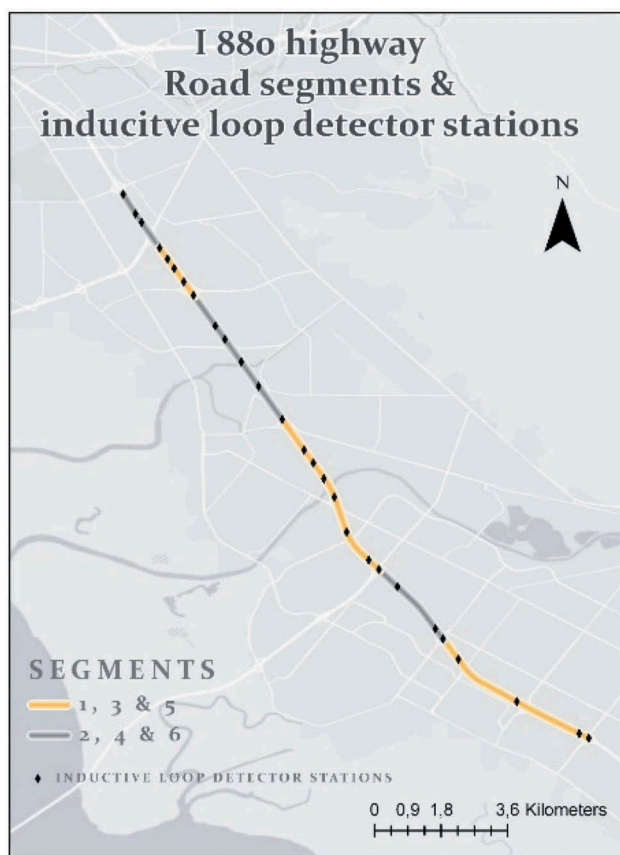 I 880 highway
Road segments &
inducitve loop detector stations
N
SEGMENTS
1, 3 & 5
2, 4 & 6
INDUCTIVE LOOP DETECTOR STATIONS
0 0,9 1,8 3,6 Kilometers